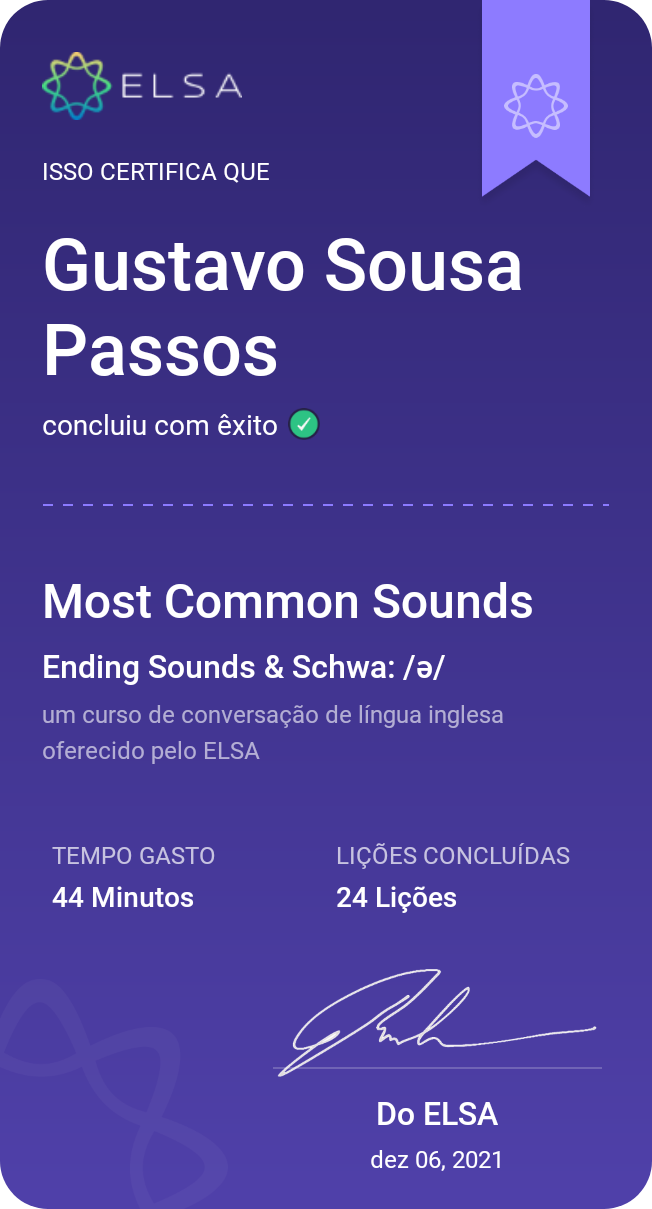 ELSA
ISSO CERTIFICA QUE
Gustavo Sousa
Passos
concluiu com êxito
Most Common Sounds
Ending Sounds & Schwa: /ə/
um curso de conversação de língua inglesa
oferecido pelo ELSA
TEMPO GASTO
LIÇÕES CONCLUÍDAS
44 Minutos
24 Lições
Do ELSA
dez 06, 2021